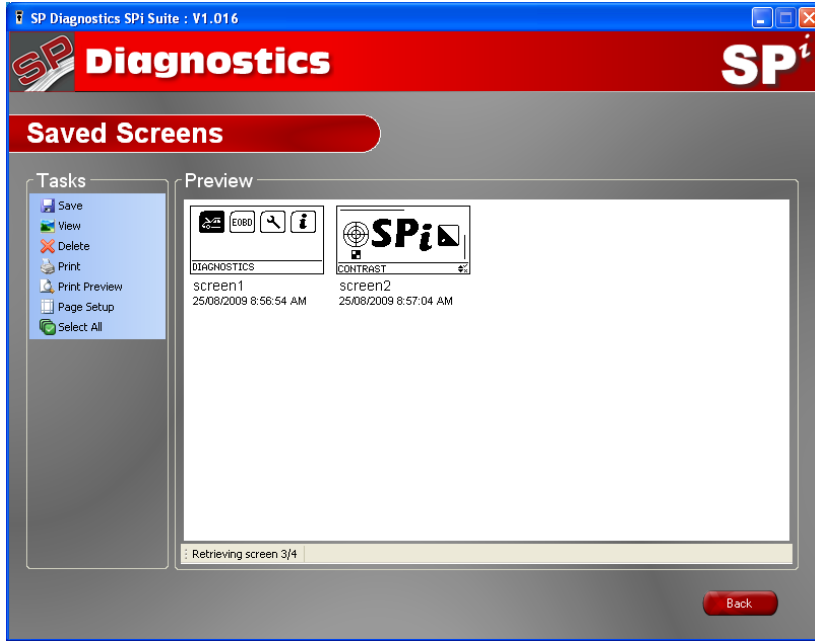 SP Diagnostics SPi Suite : V1.016
SP Diagnostics
SPi
Saved Screens
Tasks
Save
View
Delete
Print
Print Preview
Page Setup
Select All
Preview
EOBD i
DIAGNOSTICS
screen1
25/08/2009 8:56:54 AM
SPi
CONTRAST
screen2
25/08/2009 8:57:04 AM
Retrieving screen 3/4
Back